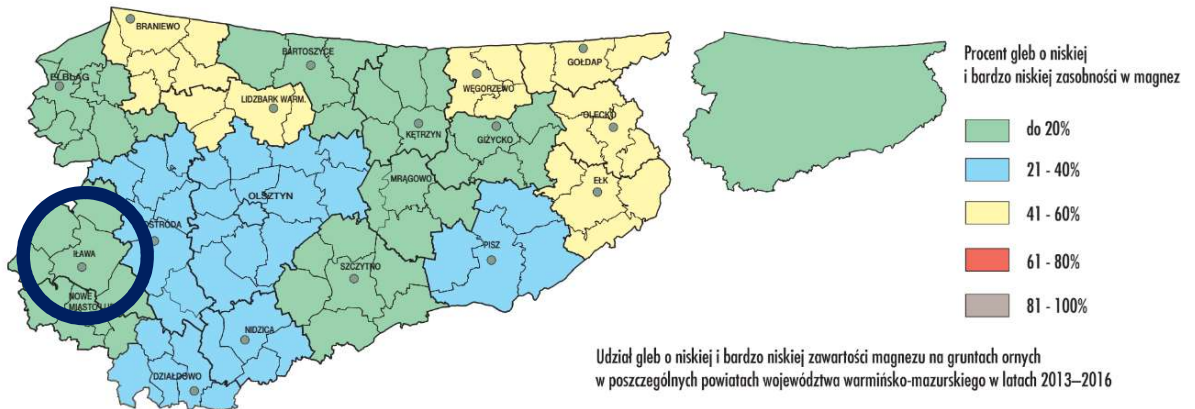 BRANIEWO
BARTOSZYCE
GOŁDAP
ELBLĄG
WĘGORZEWO
LIDZBARK WARM.
OLECKO
KĘTRZYN
GIŻYCKO
MRĄGOWO
EŁK
OLSZTYN
OSTRÓDA
IŁAWA
PISZ
SZCZYTNO
NOWE
MIASTO LUB.
NIDZICA
DZIAŁDOWO
Procent gleb o niskiej
i bardzo niskiej zasobności w magnez
do 20%
21 - 40%
41 - 60%
61 - 80%
81 - 100%
Udział gleb o niskiej i bardzo niskiej zawartości magnezu na gruntach ornych
w poszczególnych powiatach województwa warmińsko-mazurskiego w latach 2013–2016